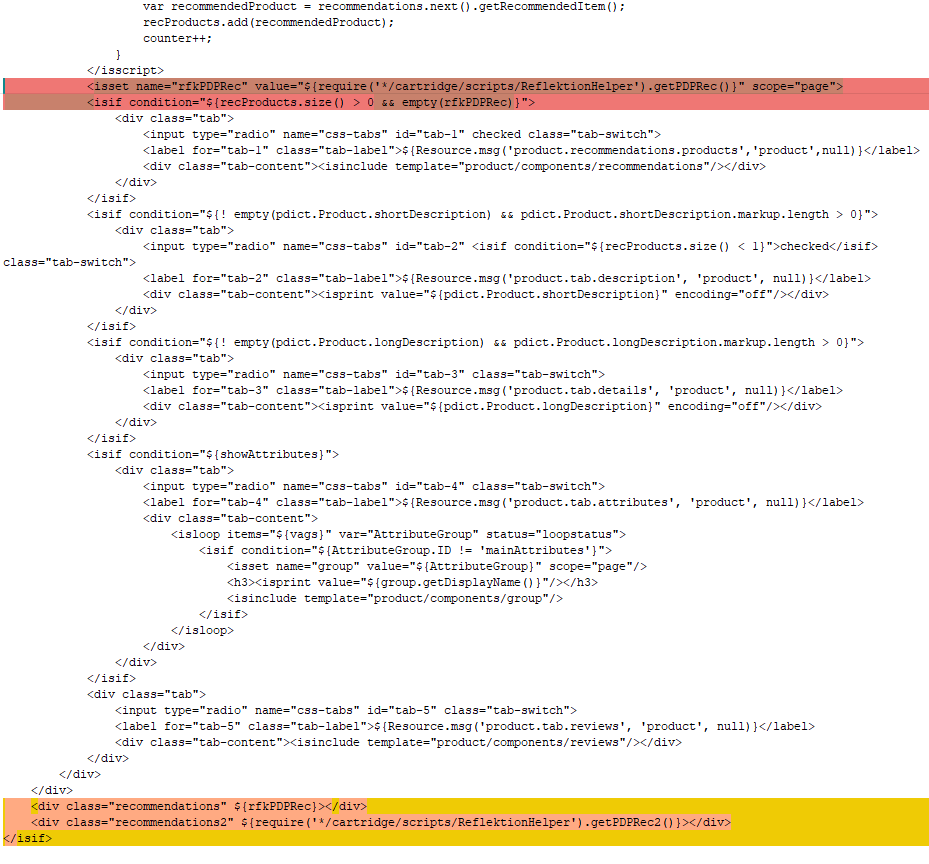 var recommendedProduct = recommendations.next().getRecommendedItem();
recProducts.add(recommendedProduct);
counter++;
}
</isscript>
<isset name="rfkPDPRec" value="${require('*/cartridge/scripts/ReflektionHelper').getPDPRec()}" scope="page">
<isif condition="${recProducts.size() > 0 && empty(rfkPDPRec)}">
<div class="tab">
<input type="radio" name="css-tabs" id="tab-1" checked class="tab-switch">
<label for="tab-1" class="tab-label">${Resource.msg('product.recommendations.products','product',null)}</label>
<div class="tab-content"><isinclude template="product/components/recommendations"/></div>
</div>
</isif>
<isif condition="${! empty(pdict.Product.shortDescription) && pdict.Product.shortDescription.markup.length > 0}">
<div class="tab">
<input type="radio" name="css-tabs" id="tab-2" <isif condition="${recProducts.size() < 1}">checked</isif>
class="tab-switch">
<label for="tab-2" class="tab-label">${Resource.msg('product.tab.description', 'product', null)}</label>
<div class="tab-content"><isprint value="${pdict.Product.shortDescription}" encoding="off"/></div>
</div>
</isif>
<isif condition="${! empty(pdict.Product.longDescription) && pdict.Product.longDescription.markup.length > 0}">
<div class="tab">
<input type="radio" name="css-tabs" id="tab-3" class="tab-switch">
<label for="tab-3" class="tab-label">${Resource.msg('product.tab.details', 'product', null)}</label>
<div class="tab-content"><isprint value="${pdict.Product.longDescription}" encoding="off"/></div>
</div>
</isif>
<isif condition="${showAttributes}">
<div class="tab">
<input type="radio" name="css-tabs" id="tab-4" class="tab-switch">
<label for="tab-4" class="tab-label">${Resource.msg('product.tab.attributes', 'product', null)}</label>
<div class="tab-content">
<isloop items="${vags}" var="AttributeGroup" status="loopstatus">
<isif condition="${AttributeGroup.ID != 'mainAttributes'}">
<isset name="group" value="${AttributeGroup}" scope="page"/>
<h3><isprint value="${group.getDisplayName()}"/></h3>
<isinclude template="product/components/group"/>
</isif>
</isloop>
</div>
</div>
</isif>
<div class="tab">
<input type="radio" name="css-tabs" id="tab-5" class="tab-switch">
<label for="tab-5" class="tab-label">${Resource.msg('product.tab.reviews', 'product', null)}</label>
<div class="tab-content"><isinclude template="product/components/reviews"/></div>
</div>
</div>
</div>
<div class="recommendations" ${rfkPDPRec}></div>
<div class="recommendations2" ${require('*/cartridge/scripts/ReflektionHelper').getPDPRec2()}></div>
</isif>